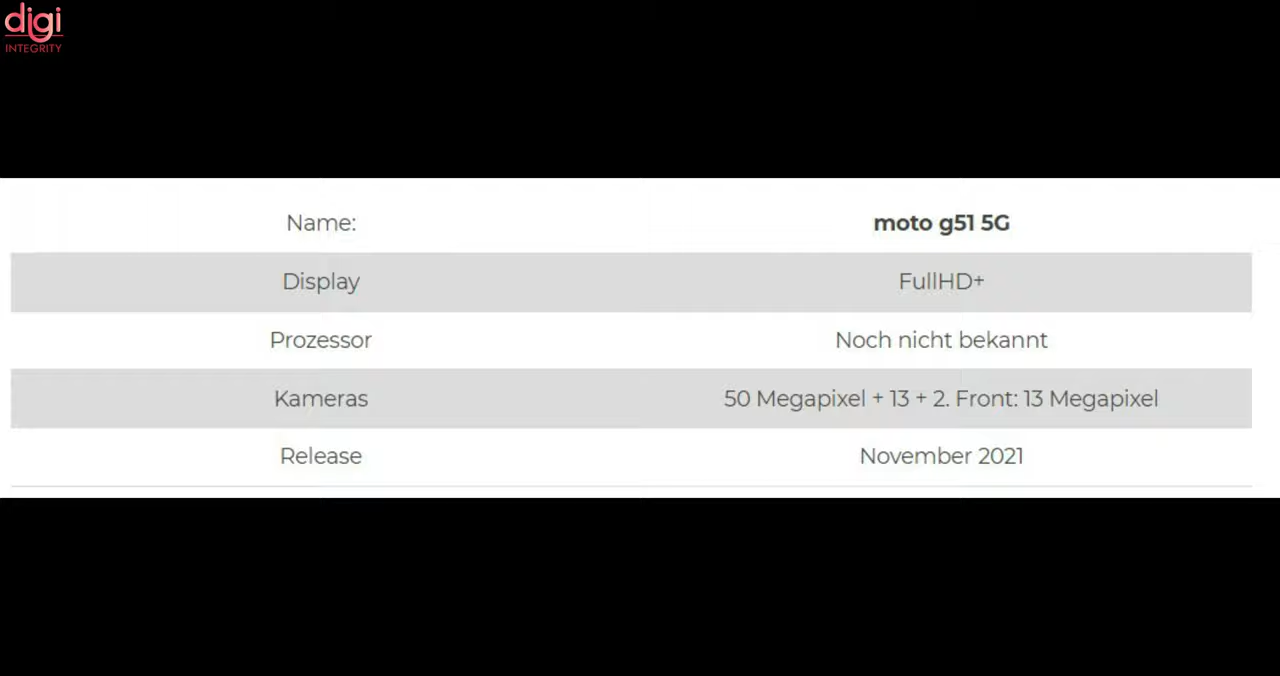 digi
INTEGRITY
Name: moto g51 5G
Display FullHD+
Prozessor Noch nicht bekannt
Kameras 50 Megapixel + 13 + 2. Front: 13 Megapixel
Release November 2021